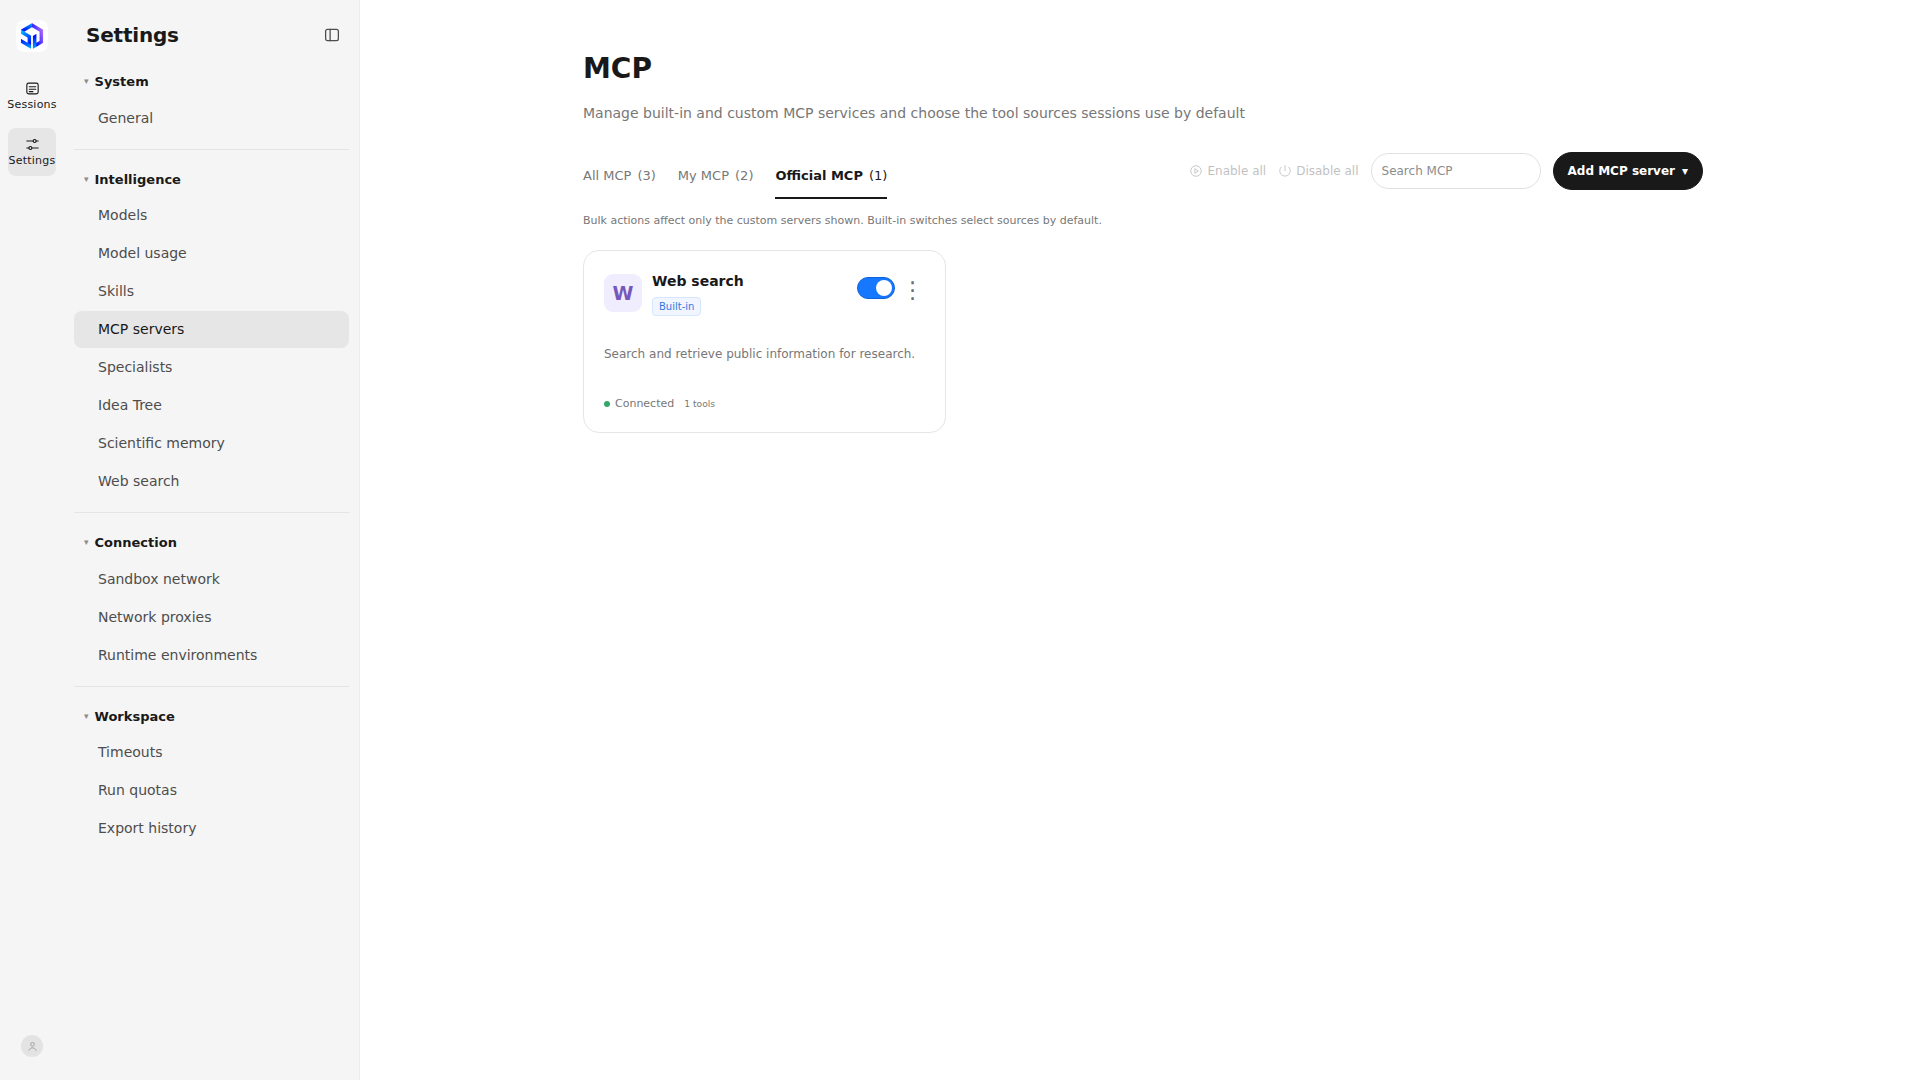 Settings
Sessions
Settings
System
General
Intelligence
Models
Model usage
Skills
MCP servers
Specialists
Idea Tree
Scientific memory
Web search
Connection
Sandbox network
Network proxies
Runtime environments
Workspace
Timeouts
Run quotas
Export history
MCP
Manage built-in and custom MCP services and choose the tool sources sessions use by default
All MCP (3) My MCP (2) Official MCP (1)
Enable all Disable all Search MCP Add MCP server
Bulk actions affect only the custom servers shown. Built-in switches select sources by default.
W
Web search
Built-in
Search and retrieve public information for research.
Connected 1 tools